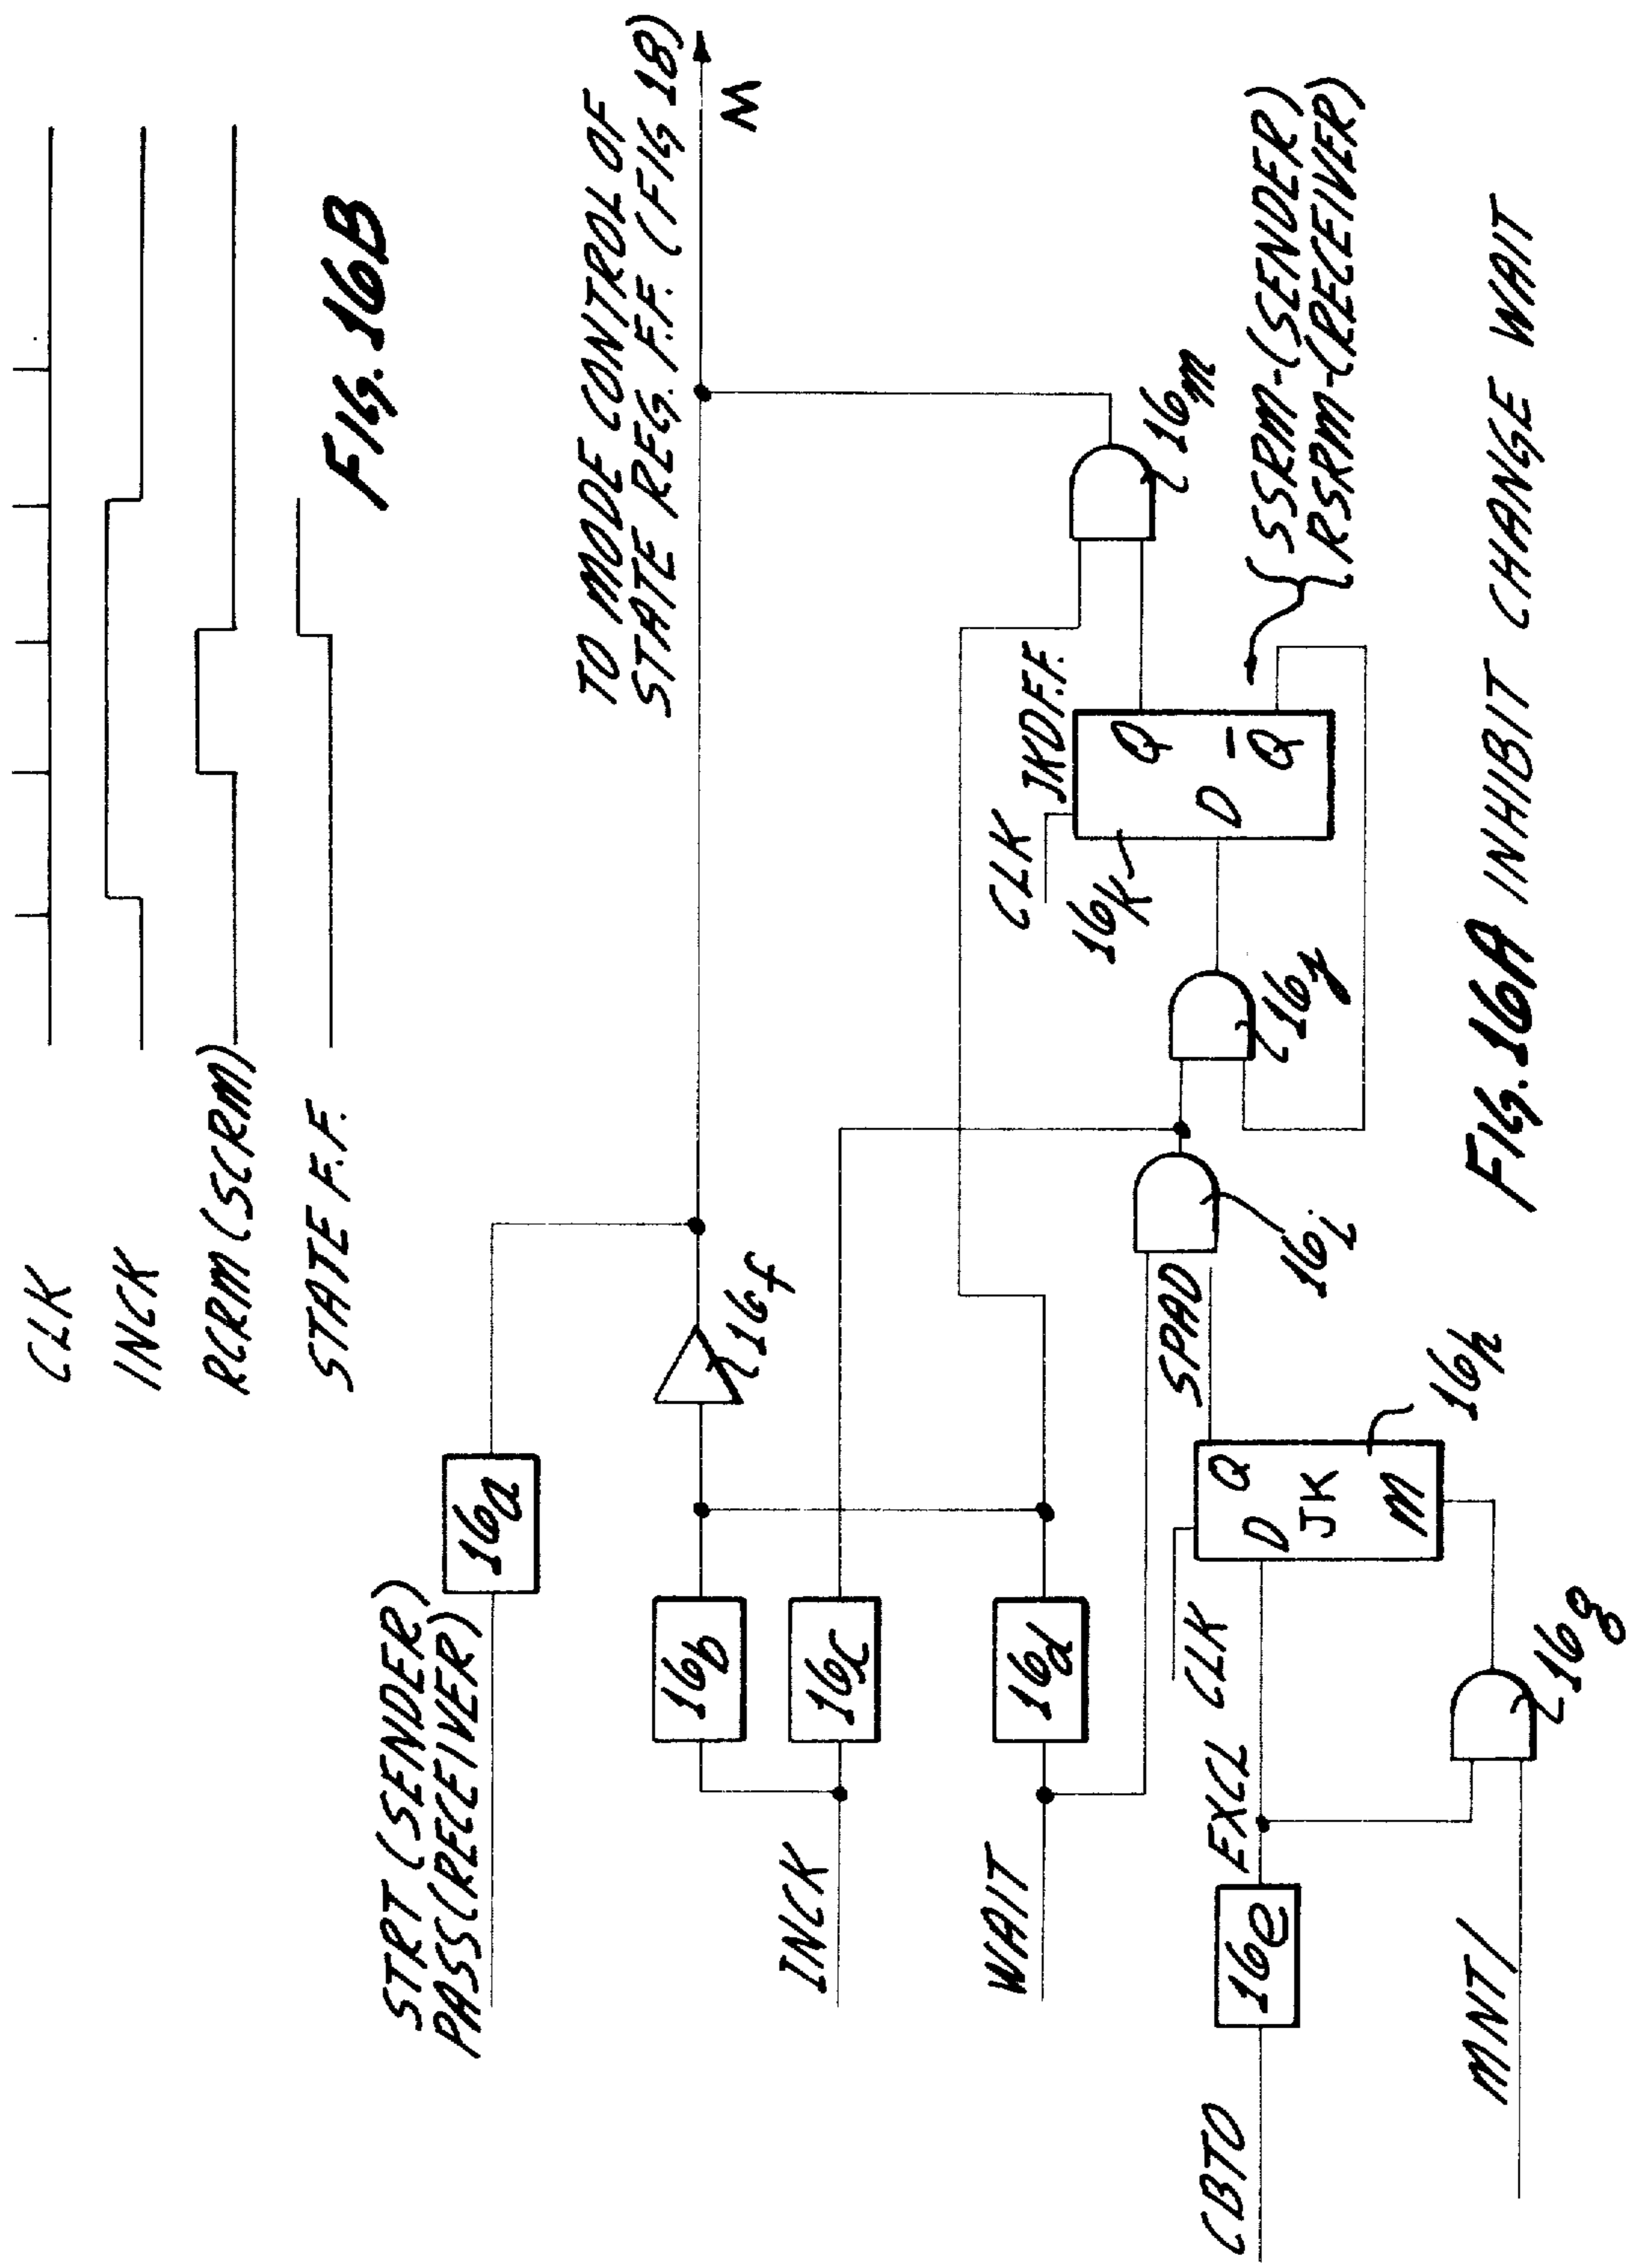 CLK
INCK
RCRM (SCRM)
STATE F.F.
FIG. 16B
STRT (SENDER)
PASS (RECEIVER)
16a
TO MODE CONTROL OF
STATE REG. F.F. (FIG 18)
M
INCK
16b
16c
16f
WAIT
16d
CLK
JKDF.F.
16k
Q
D
Q̅
16m
SSRM-(SENDER)
RSRM-(RECEIVER)
16j
CBTO
16e
EXCL
CLK
D
Q
JK
M
SPAD
16h
16i
MNT/
16g
FIG. 16A INHIBIT CHANGE WAIT